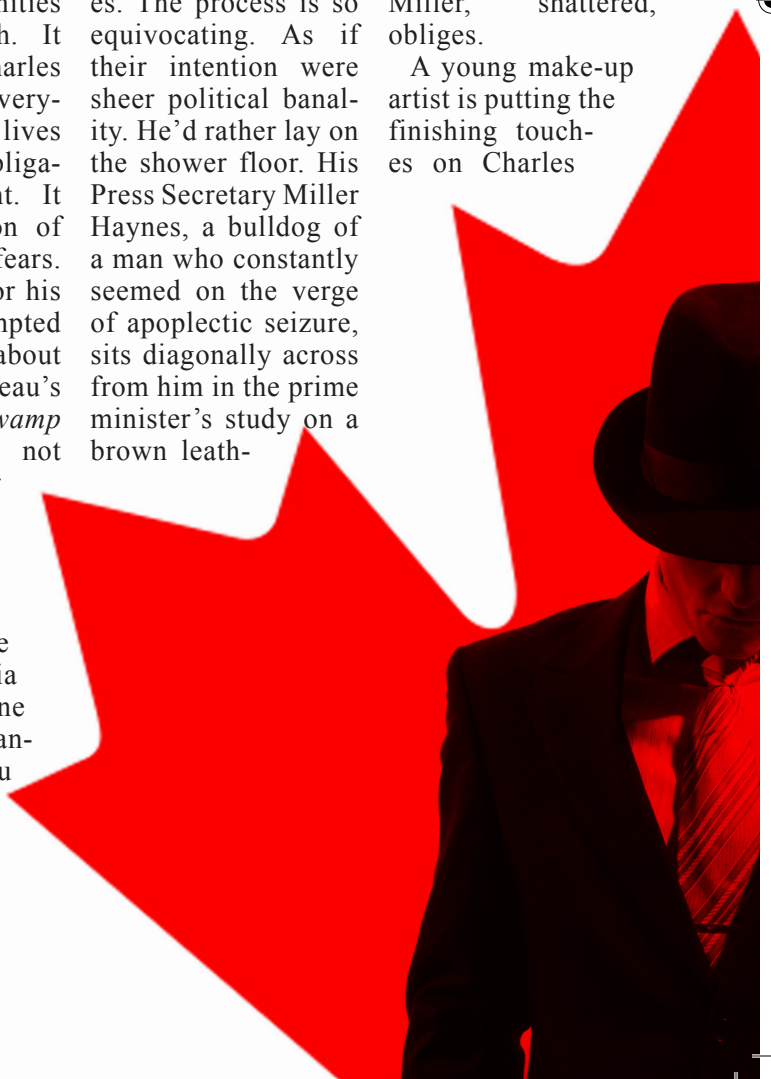 nities
h. It
harles
very-
lives
bliga-
nt. It
on of
fears.
or his
mpted
about
eau's
wamp
not
e
ia
ne
an-
u
es. The process is so
equivocating. As if
their intention were
sheer political banal-
ity. He’d rather lay on
the shower floor. His
Press Secretary Miller
Haynes, a bulldog of
a man who constantly
seemed on the verge
of apoplectic seizure,
sits diagonally across
from him in the prime
minister’s study on a
brown leath-
Miller, shattered,
obliges.
A young make-up
artist is putting the
finishing touch-
es on Charles